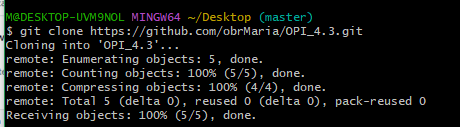 M@DESKTOP-UVM9NOL MINGW64 ~/Desktop (master)
$ git clone https://github.com/obrMaria/OPI_4.3.git
Cloning into 'OPI_4.3'...
remote: Enumerating objects: 5, done.
remote: Counting objects: 100% (5/5), done.
remote: Compressing objects: 100% (4/4), done.
remote: Total 5 (delta 0), reused 0 (delta 0), pack-reused 0
Receiving objects: 100% (5/5), done.